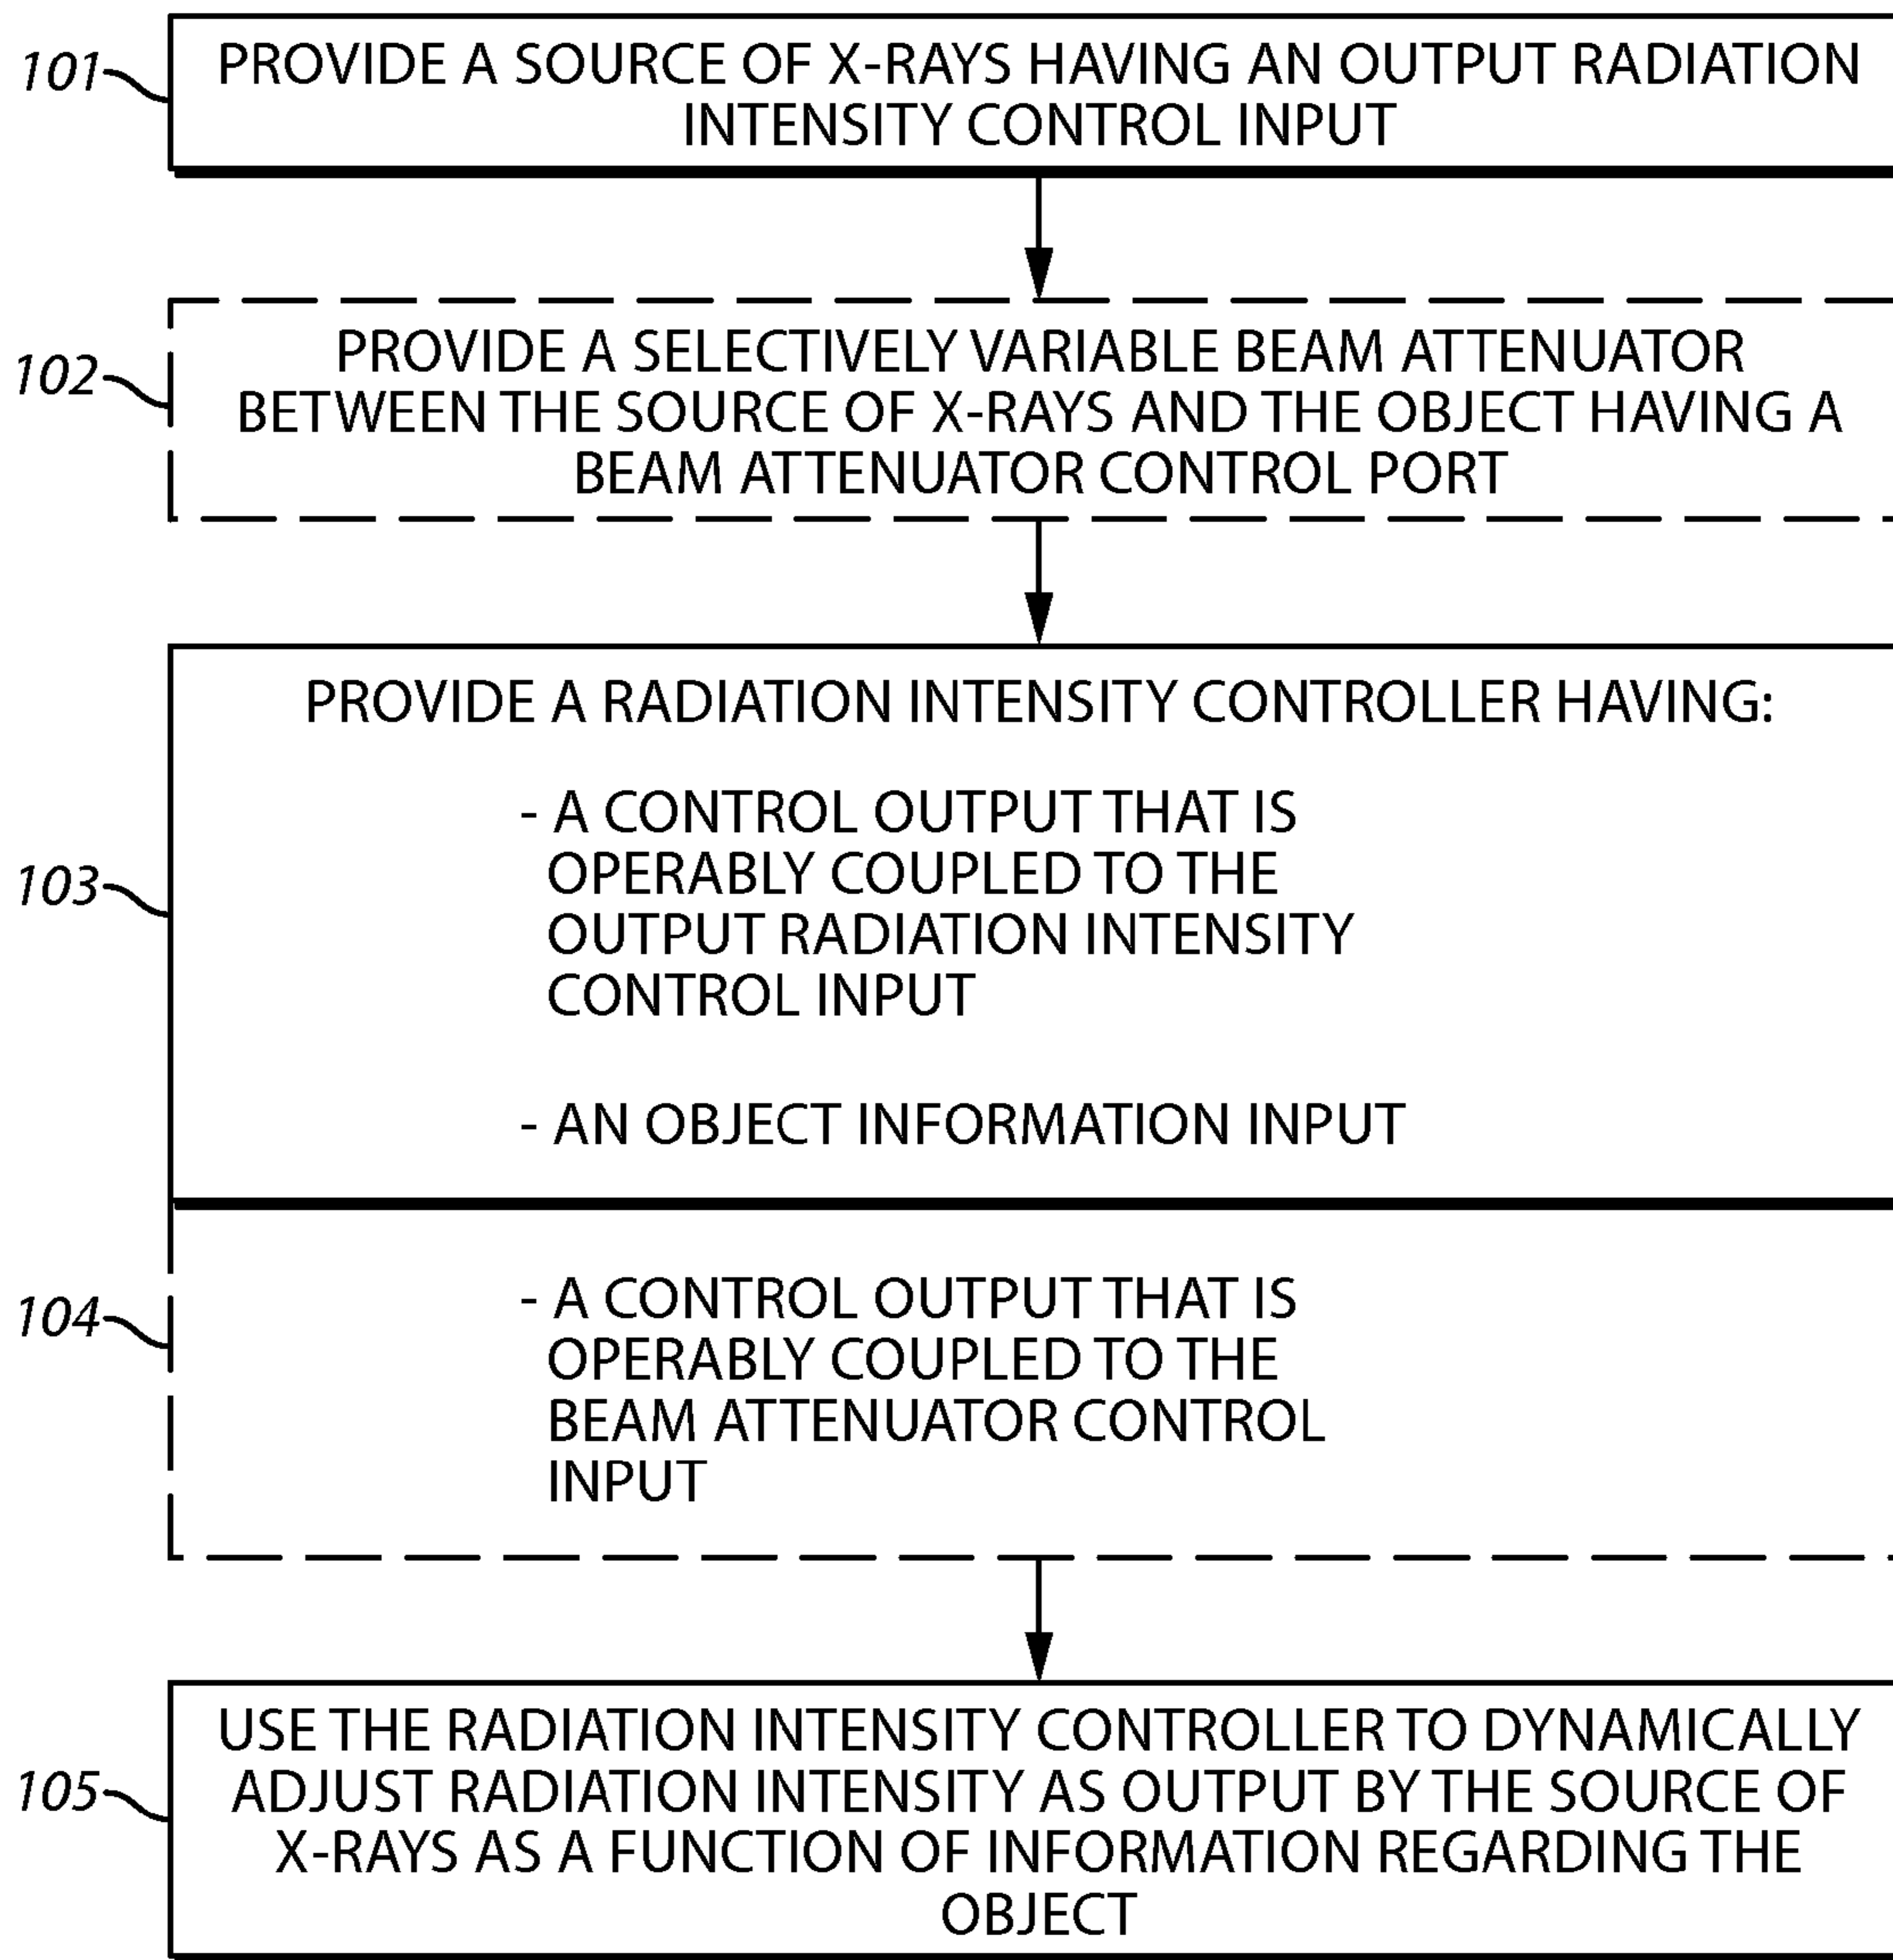 101
PROVIDE A SOURCE OF X-RAYS HAVING AN OUTPUT RADIATION
INTENSITY CONTROL INPUT
102
PROVIDE A SELECTIVELY VARIABLE BEAM ATTENUATOR
BETWEEN THE SOURCE OF X-RAYS AND THE OBJECT HAVING A
BEAM ATTENUATOR CONTROL PORT
103
PROVIDE A RADIATION INTENSITY CONTROLLER HAVING:
- A CONTROL OUTPUT THAT IS
OPERABLY COUPLED TO THE
OUTPUT RADIATION INTENSITY
CONTROL INPUT
- AN OBJECT INFORMATION INPUT
104
- A CONTROL OUTPUT THAT IS
OPERABLY COUPLED TO THE
BEAM ATTENUATOR CONTROL
INPUT
105
USE THE RADIATION INTENSITY CONTROLLER TO DYNAMICALLY
ADJUST RADIATION INTENSITY AS OUTPUT BY THE SOURCE OF
X-RAYS AS A FUNCTION OF INFORMATION REGARDING THE
OBJECT